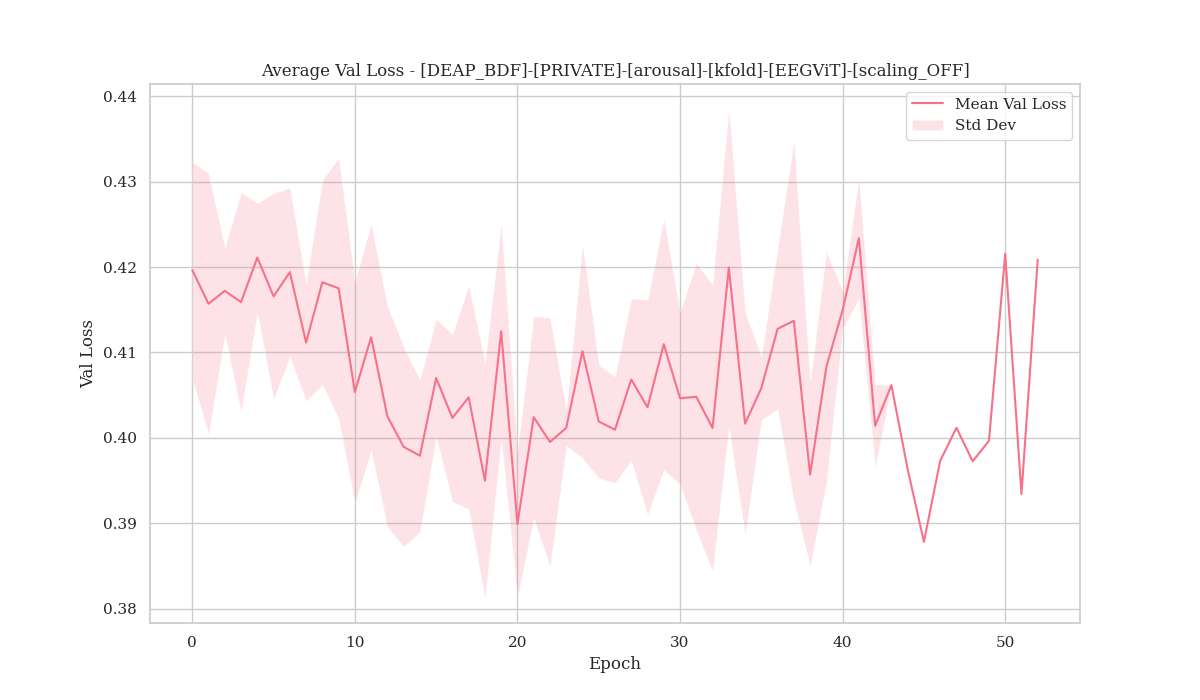 Average Val Loss - [DEAP_BDF]-[PRIVATE]-[arousal]-[kfold]-[EEGViT]-[scaling_OFF]
Mean Val Loss
Std Dev
Val Loss
0.44
0.43
0.42
0.41
0.40
0.39
0.38
0 10 20 30 40 50
Epoch